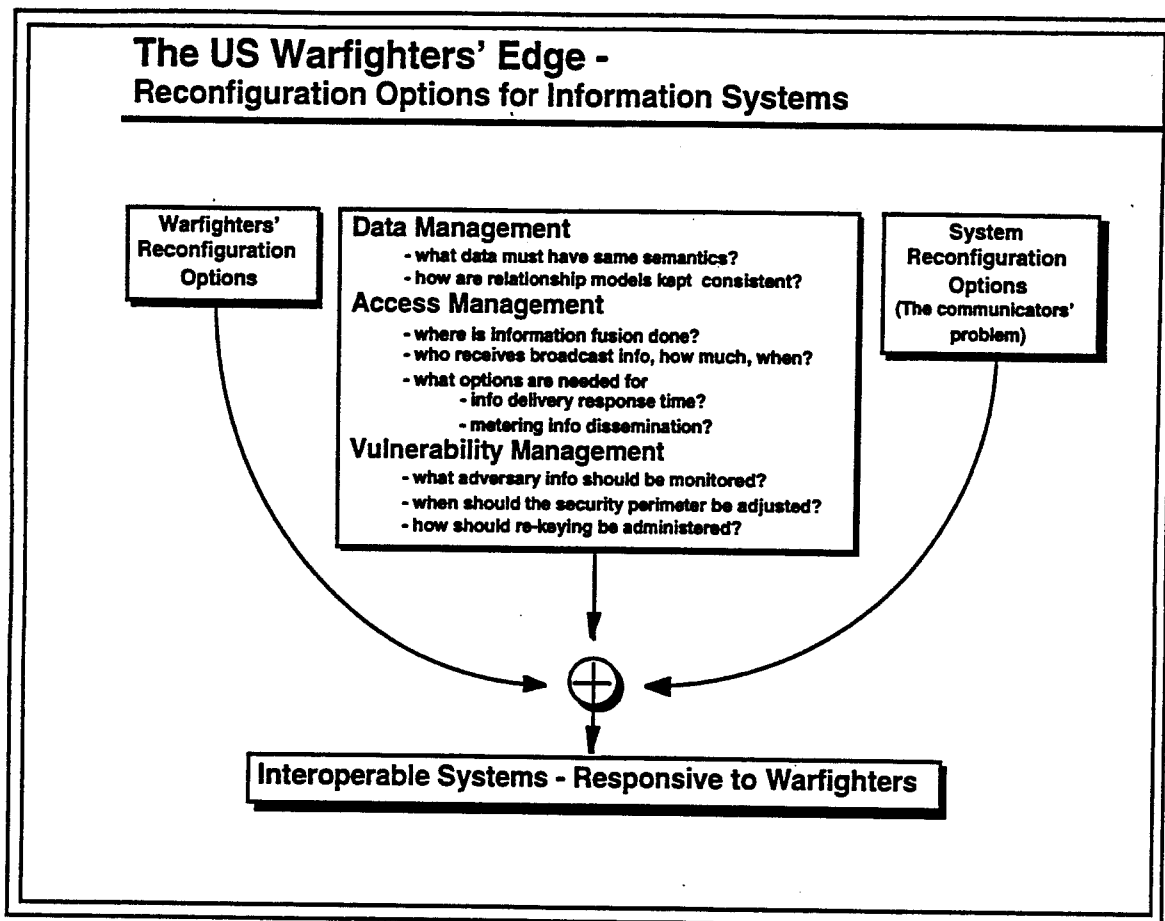 The US Warfighters' Edge -
Reconfiguration Options for Information Systems
Warfighters'
Reconfiguration
Options
Data Management
- what data must have same semantics?
- how are relationship models kept consistent?
Access Management
- where is information fusion done?
- who receives broadcast info, how much, when?
- what options are needed for
- info delivery response time?
- metering info dissemination?
Vulnerability Management
- what adversary info should be monitored?
- when should the security perimeter be adjusted?
- how should re-keying be administered?
System
Reconfiguration
Options
(The communicators'
problem)
Interoperable Systems - Responsive to Warfighters